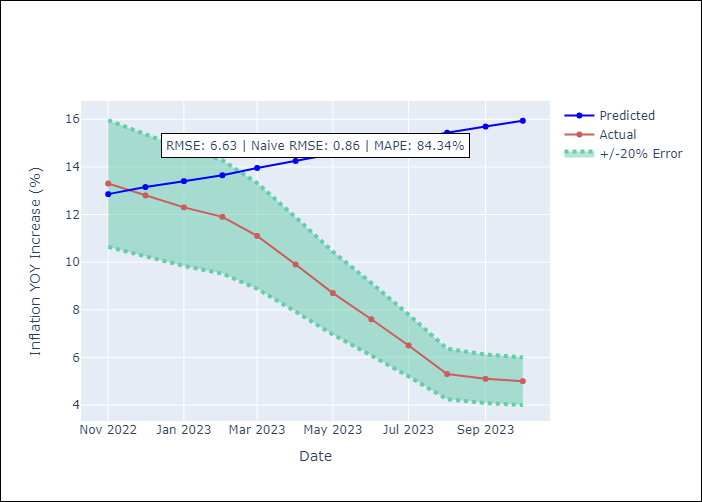 16
14
12
10
8
6
4
Inflation YOY Increase (%)
RMSE: 6.63 | Naive RMSE: 0.86 | MAPE: 84.34%
Predicted
Actual
+/-20% Error
Nov 2022
Jan 2023
Mar 2023
May 2023
Jul 2023
Sep 2023
Date